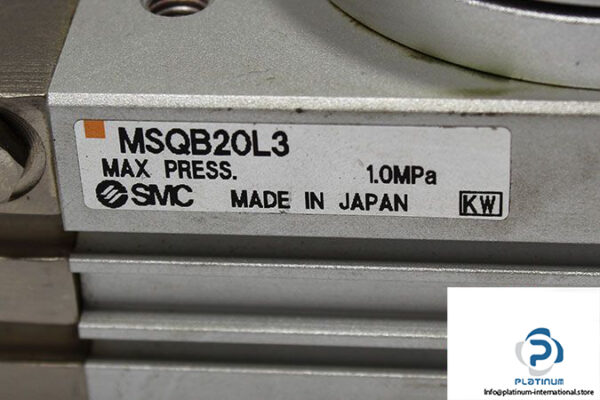 MSQB20L3
MAX PRESS. 1.0MPa
SMC MADE IN JAPAN KW
PLATINUM
Info@platinum-international.store